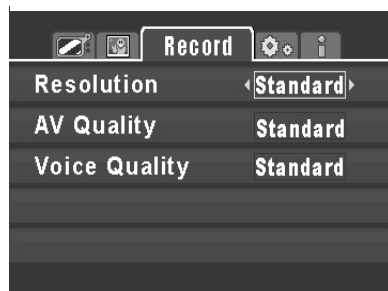 Record
Resolution Standard
AV Quality Standard
Voice Quality Standard